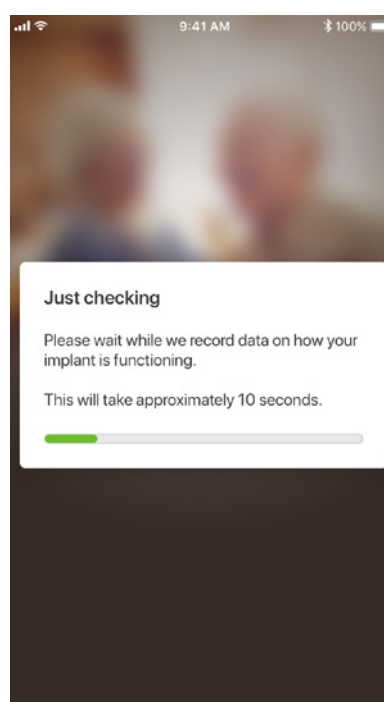 9:41 AM 100%
Just checking
Please wait while we record data on how your
implant is functioning.
This will take approximately 10 seconds.